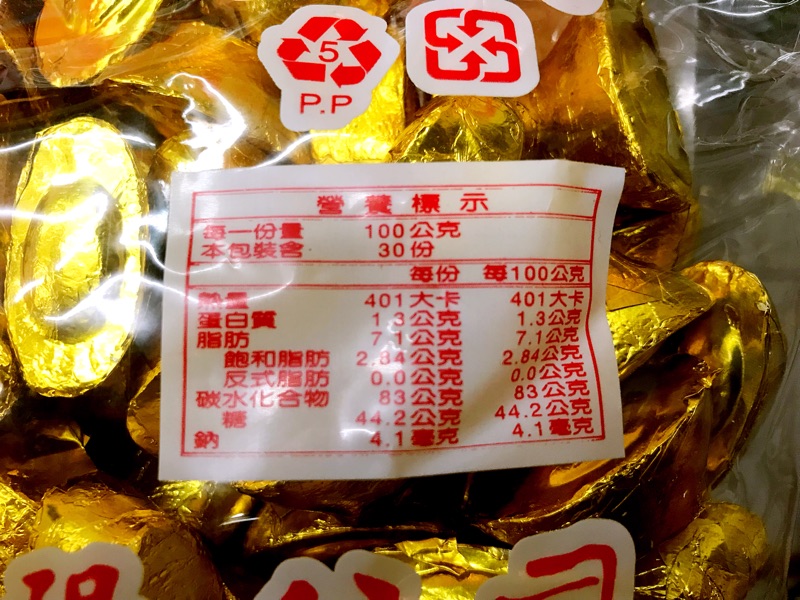 5
P.P
營養標示
每一份量 100公克
本包裝含 30份
每份 每100公克
熱量 401大卡 401大卡
蛋白質 1.3公克 1.3公克
脂肪 7.1公克 7.1公克
飽和脂肪 2.84公克 2.84公克
反式脂肪 0.0公克 0.0公克
碳水化合物 83公克 83公克
糖 44.2公克 44.2公克
鈉 4.1毫克 4.1毫克